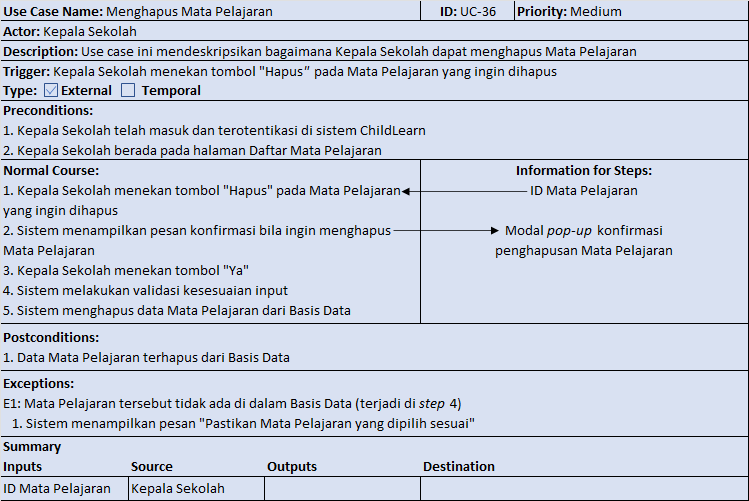 Use Case Name: Menghapus Mata Pelajaran ID: UC-36 Priority: Medium
Actor: Kepala Sekolah
Description: Use case ini mendeskripsikan bagaimana Kepala Sekolah dapat menghapus Mata Pelajaran
Trigger: Kepala Sekolah menekan tombol "Hapus" pada Mata Pelajaran yang ingin dihapus
Type: External Temporal
Preconditions:
1. Kepala Sekolah telah masuk dan terotentikasi di sistem ChildLearn
2. Kepala Sekolah berada pada halaman Daftar Mata Pelajaran
Normal Course:
1. Kepala Sekolah menekan tombol "Hapus" pada Mata Pelajaran
yang ingin dihapus
2. Sistem menampilkan pesan konfirmasi bila ingin menghapus
Mata Pelajaran
3. Kepala Sekolah menekan tombol "Ya"
4. Sistem melakukan validasi kesesuaian input
5. Sistem menghapus data Mata Pelajaran dari Basis Data
Information for Steps:
ID Mata Pelajaran
Modal pop-up konfirmasi
penghapusan Mata Pelajaran
Postconditions:
1. Data Mata Pelajaran terhapus dari Basis Data
Exceptions:
E1: Mata Pelajaran tersebut tidak ada di dalam Basis Data (terjadi di step 4)
1. Sistem menampilkan pesan "Pastikan Mata Pelajaran yang dipilih sesuai"
Summary
Inputs Source Outputs Destination
ID Mata Pelajaran Kepala Sekolah